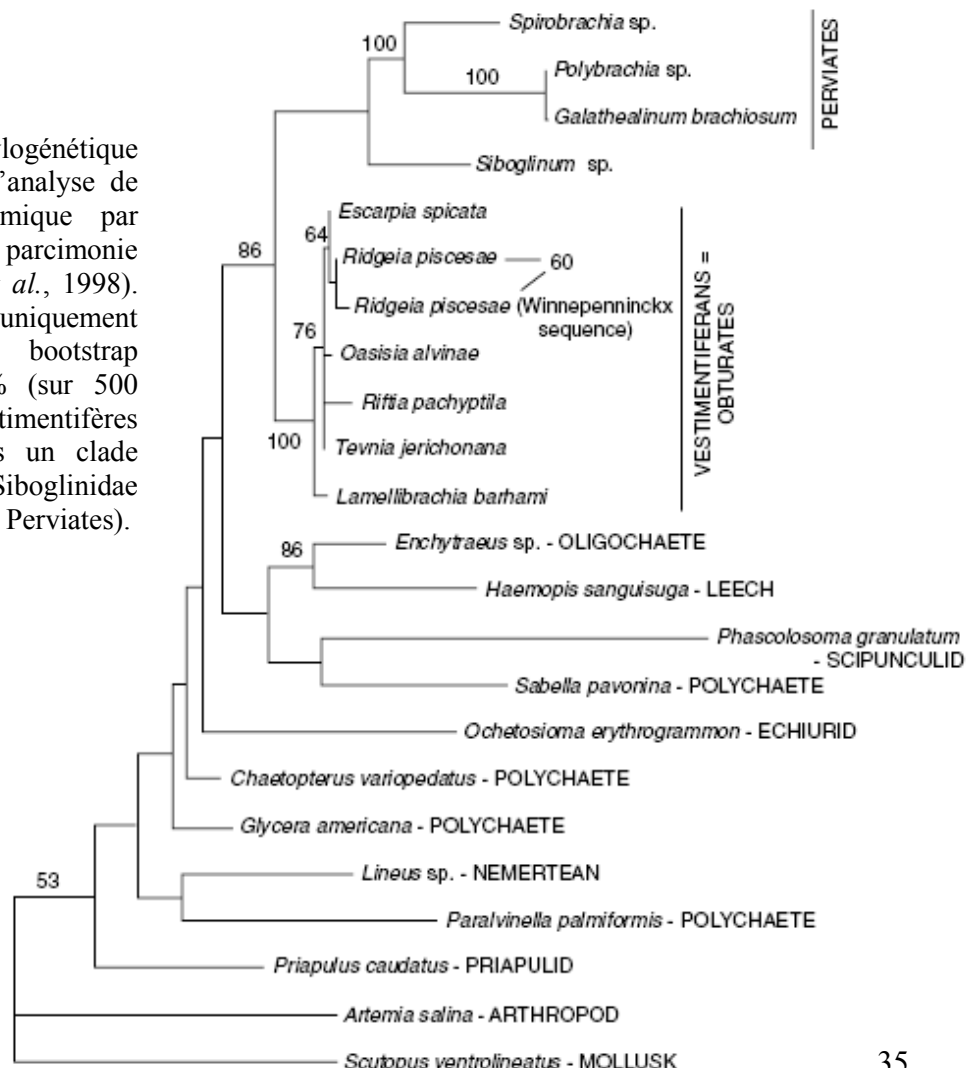 ylogénétique
'analyse de
mique par
parcimonie
al., 1998).
uniquement
bootstrap
% (sur 500
timentifères
s un clade
Siboglinidae
Perviates).
Spirobrachia sp.
100
Polybrachia sp.
100
Galathealinum brachiosum
PERVIATES
Siboglinum sp.
Escarpia spicata
64
86
Ridgeia piscesae
60
Ridgeia piscesae (Winnepenninckx
sequence)
76
Oasisia alvinae
Riftia pachyptila
100
Tevnia jerichonana
Lamellibrachia barhami
VESTIMENTIFERANS =
OBTURATES
86
Enchytraeus sp. - OLIGOCHAETE
Haemopis sanguisuga - LEECH
Phascolosoma granulatum
- SCIPUNCULID
Sabella pavonina - POLYCHAETE
Ochetosioma erythrogrammon - ECHIURID
Chaetopterus variopedatus - POLYCHAETE
Glycera americana - POLYCHAETE
53
Lineus sp. - NEMERTEAN
Paralvinella palmiformis - POLYCHAETE
Priapulus caudatus - PRIAPULID
Artemia salina - ARTHROPOD
Scutopus ventrolineatus - MOLLUSK
35